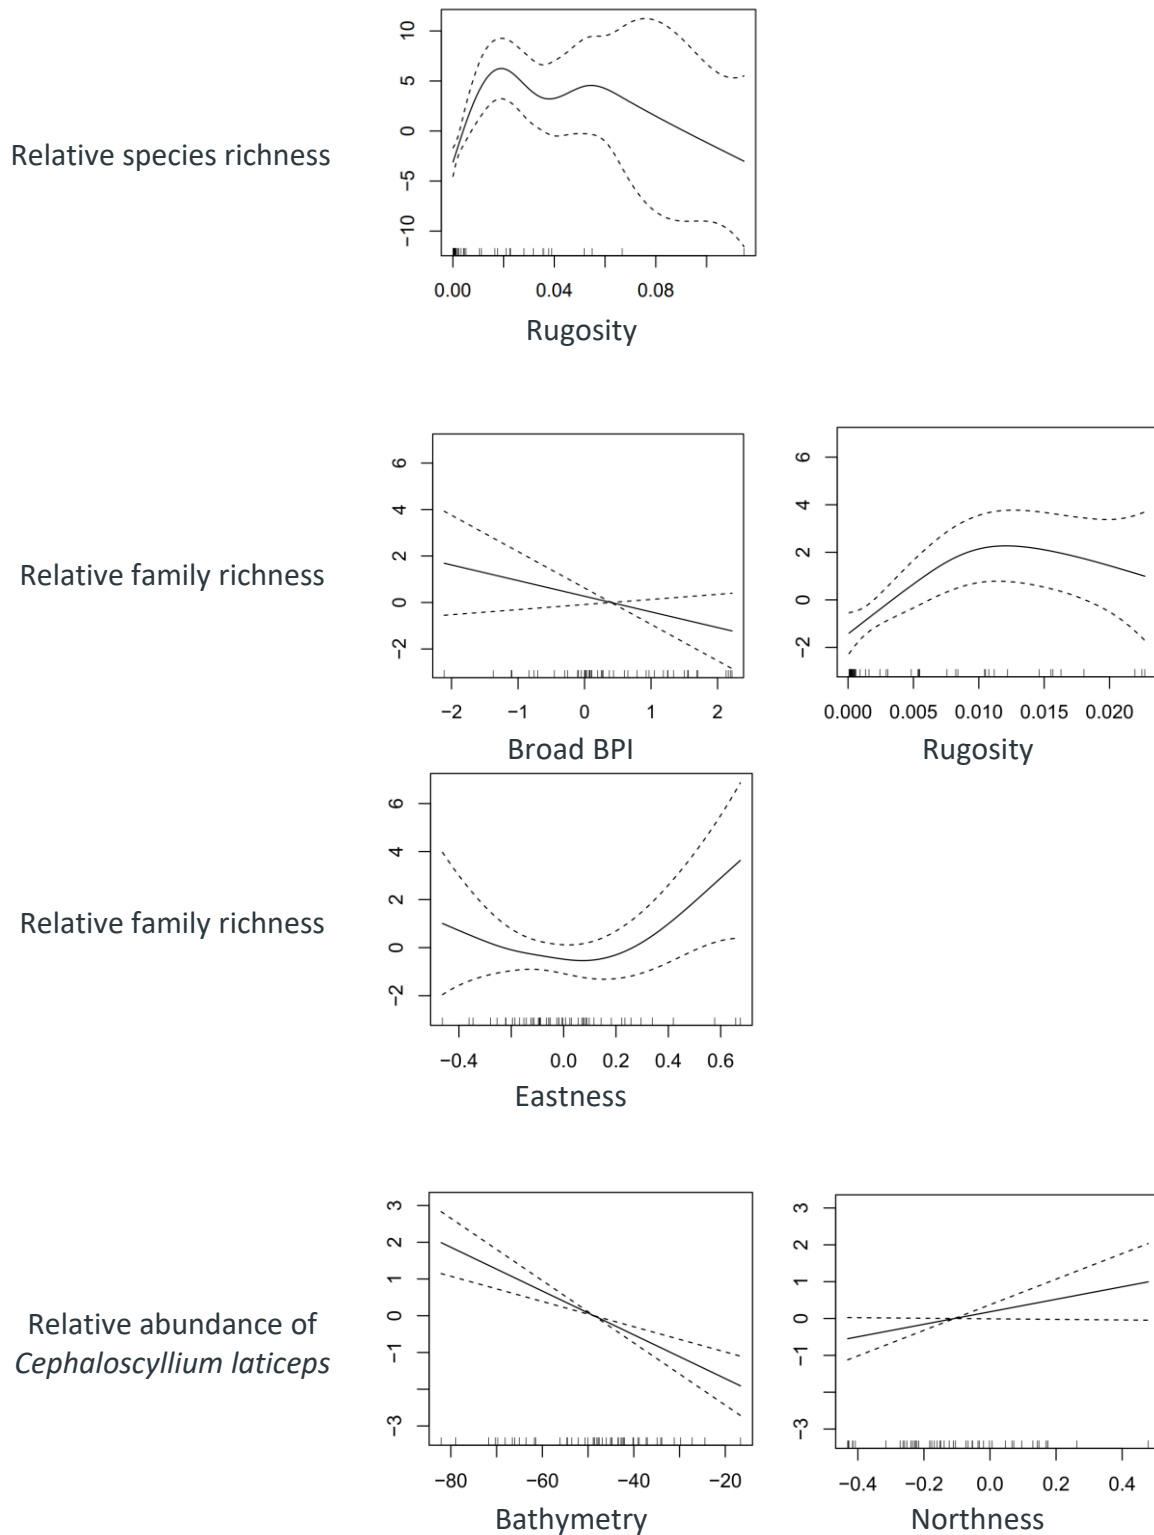 10
5
0
−5
−10
Relative species richness
0.00 0.04 0.08
Rugosity
6
4
2
0
−2
6
4
2
0
−2
Relative family richness
−2 −1 0 1 2
0.000 0.005 0.010 0.015 0.020
Broad BPI
Rugosity
6
4
2
0
−2
Relative family richness
−0.4 0.0 0.2 0.4 0.6
Eastness
3
2
1
0
−1
−3
3
2
1
0
−1
−3
Relative abundance of
Cephaloscyllium laticeps
−80 −60 −40 −20
−0.4 −0.2 0.0 0.2 0.4
Bathymetry
Northness